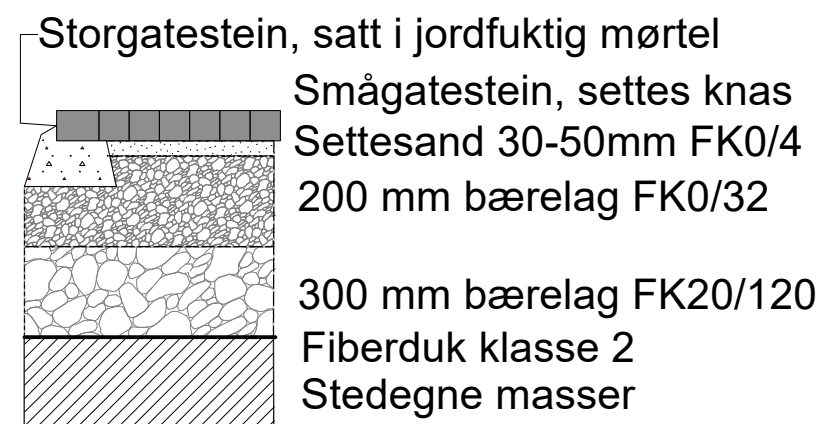 Storgatestein, satt i jordfuktig mørtel
Smågatestein, settes knas
Settesand 30-50mm FK0/4
200 mm bærelag FK0/32
300 mm bærelag FK20/120
Fiberduk klasse 2
Stedegne masser